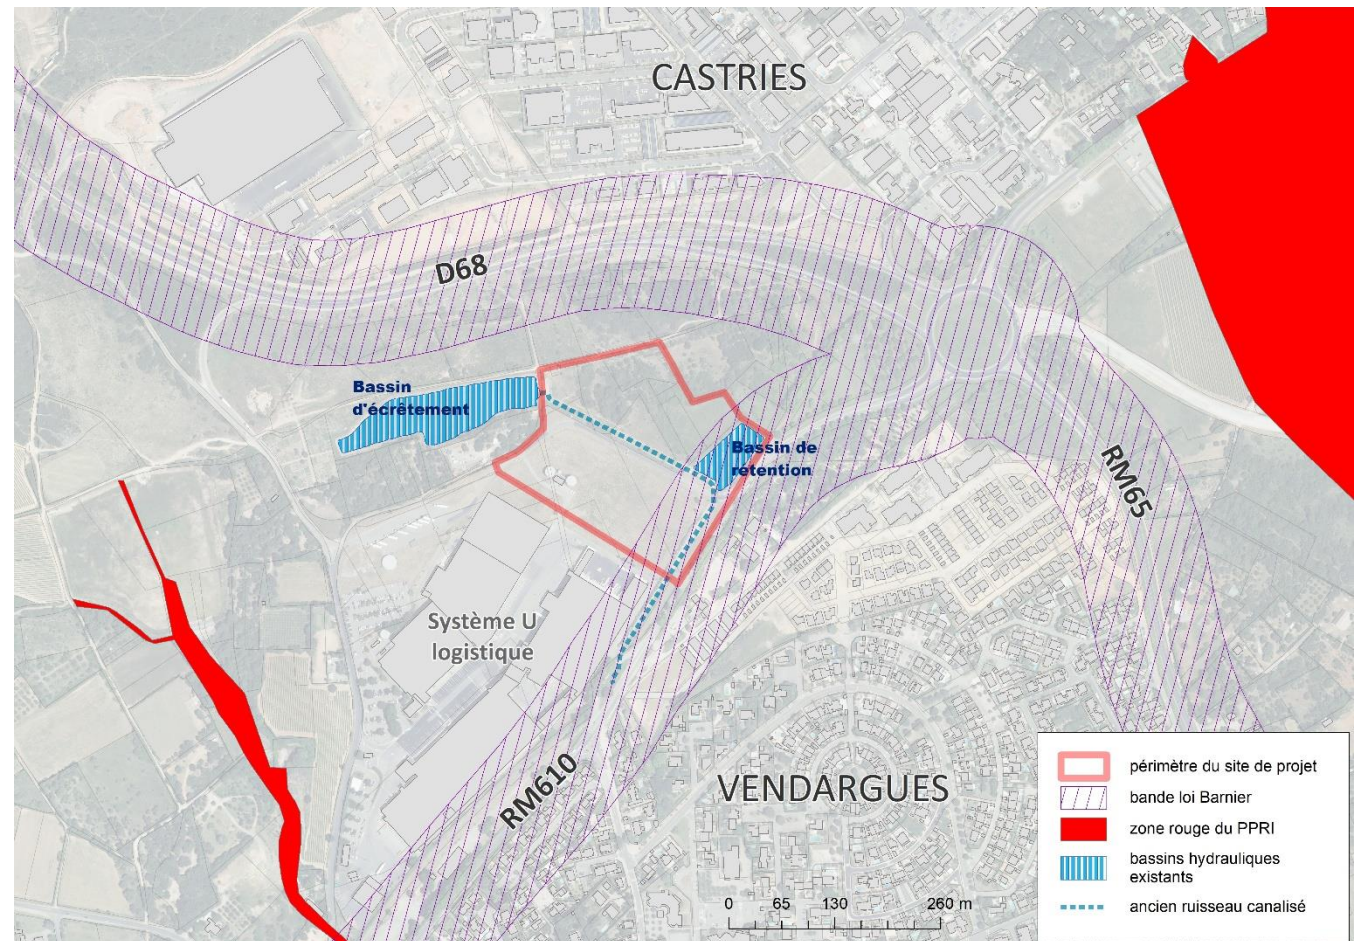 CASTRIES
D68
Bassin
d'écrêtement
Bassin de
rétention
RM65
Système U
logistique
RM610
VENDARGUES
périmètre du site de projet
bande loi Barnier
zone rouge du PPRI
bassins hydrauliques
existants
ancien ruisseau canalisé
0 65 130 260 m